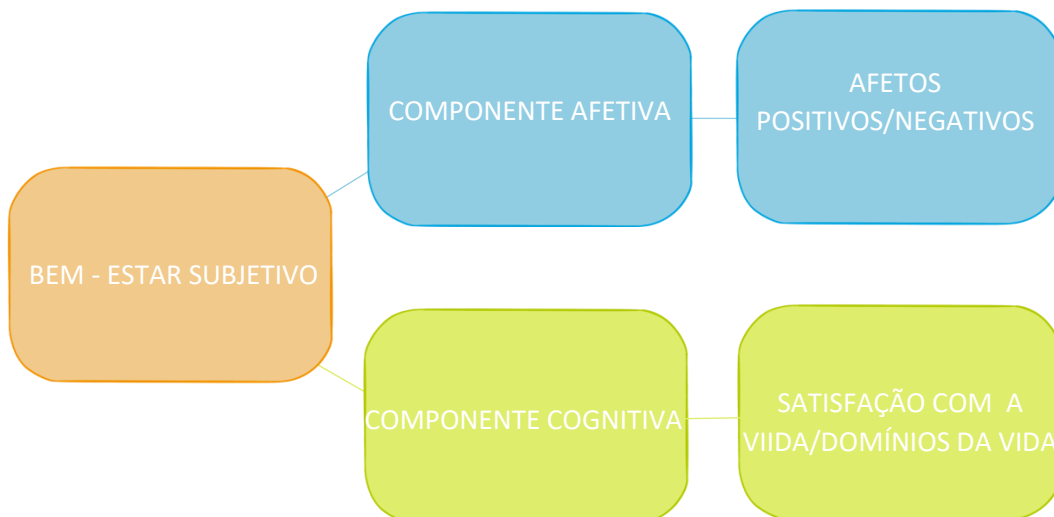 COMPONENTE AFETIVA
AFETOS
POSITIVOS/NEGATIVOS
BEM - ESTAR SUBJETIVO
COMPONENTE COGNITIVA
SATISFAÇÃO COM A
VIIDA/DOMÍNIOS DA VIDA